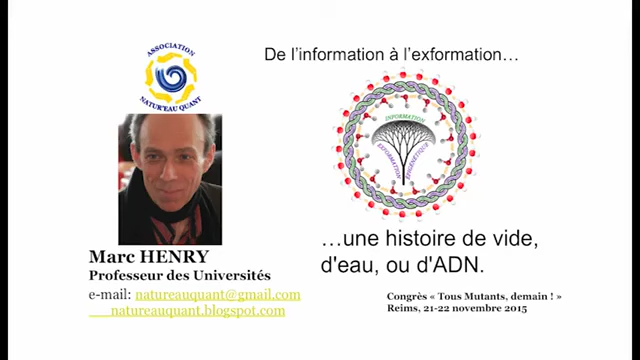 ASSOCIATION
NATUR'EAU QUANT
De l'information à l'exformation…
INFORMATION
EXFORMATION
ÉPIGÉNÉTIQUE
…une histoire de vide,
d'eau, ou d'ADN.
Marc HENRY
Professeur des Universités
e-mail: natureauquant@gmail.com
natureauquant.blogspot.com
Congrès « Tous Mutants, demain ! »
Reims, 21-22 novembre 2015